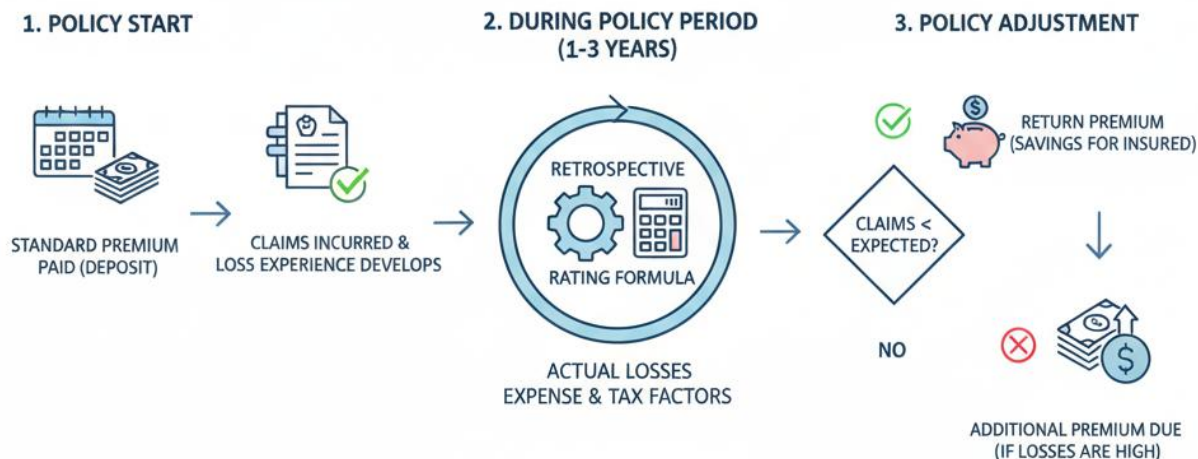 1. POLICY START
STANDARD PREMIUM
PAID (DEPOSIT)
CLAIMS INCURRED &
LOSS EXPERIENCE DEVELOPS
2. DURING POLICY PERIOD
(1-3 YEARS)
RETROSPECTIVE
RATING FORMULA
ACTUAL LOSSES
EXPENSE & TAX FACTORS
3. POLICY ADJUSTMENT
$
RETURN PREMIUM
(SAVINGS FOR INSURED)
CLAIMS <
EXPECTED?
NO
$
ADDITIONAL PREMIUM DUE
(IF LOSSES ARE HIGH)